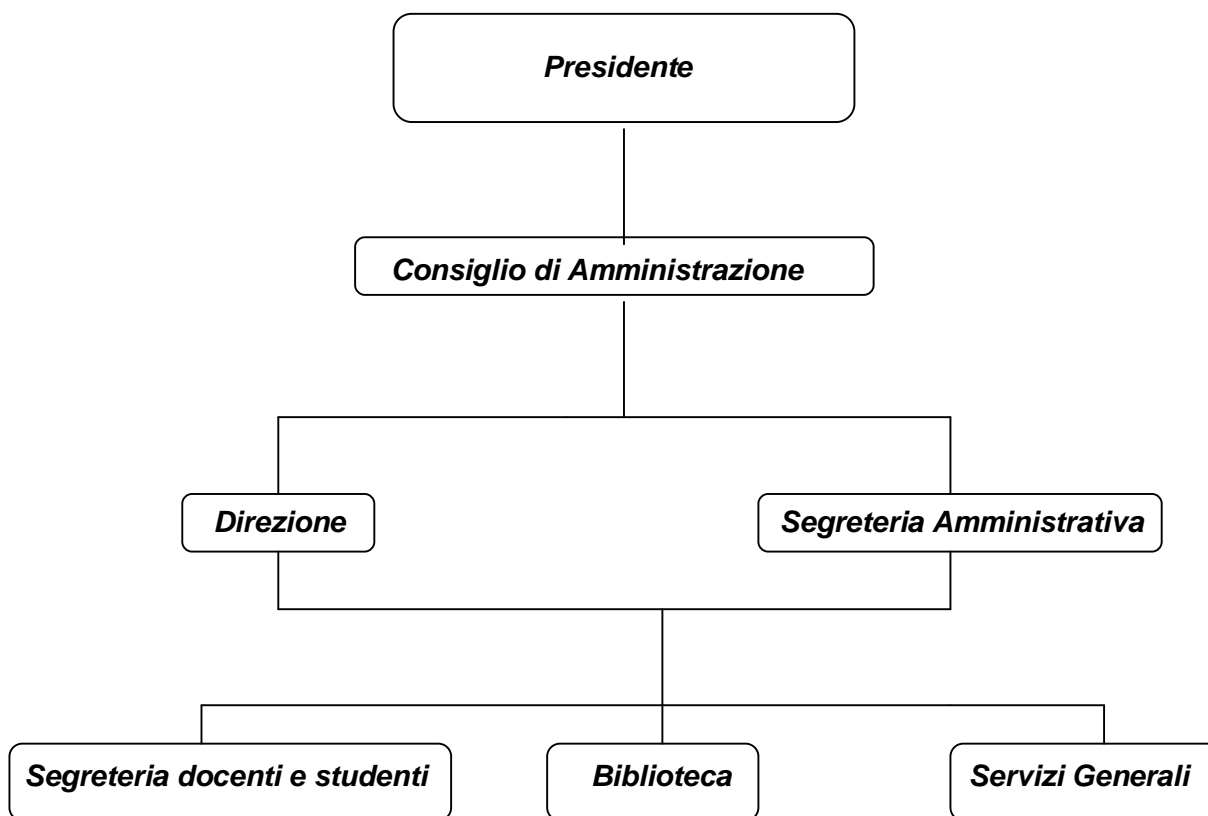 Presidente
Consiglio di Amministrazione
Direzione
Segreteria Amministrativa
Segreteria docenti e studenti
Biblioteca
Servizi Generali